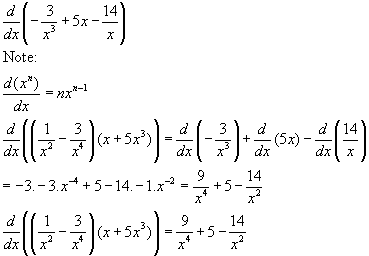 d/dx(-3/x³ + 5x - 14/x)
Note:
d(xⁿ)/dx = nxⁿ⁻¹
d/dx((1/x² - 3/x⁴)(x + 5x³)) = d/dx(-3/x³) + d/dx(5x) - d/dx(14/x)
= -3.-3.x⁻⁴ + 5 - 14.-1.x⁻² = 9/x⁴ + 5 - 14/x²
d/dx((1/x² - 3/x⁴)(x + 5x³)) = 9/x⁴ + 5 - 14/x²